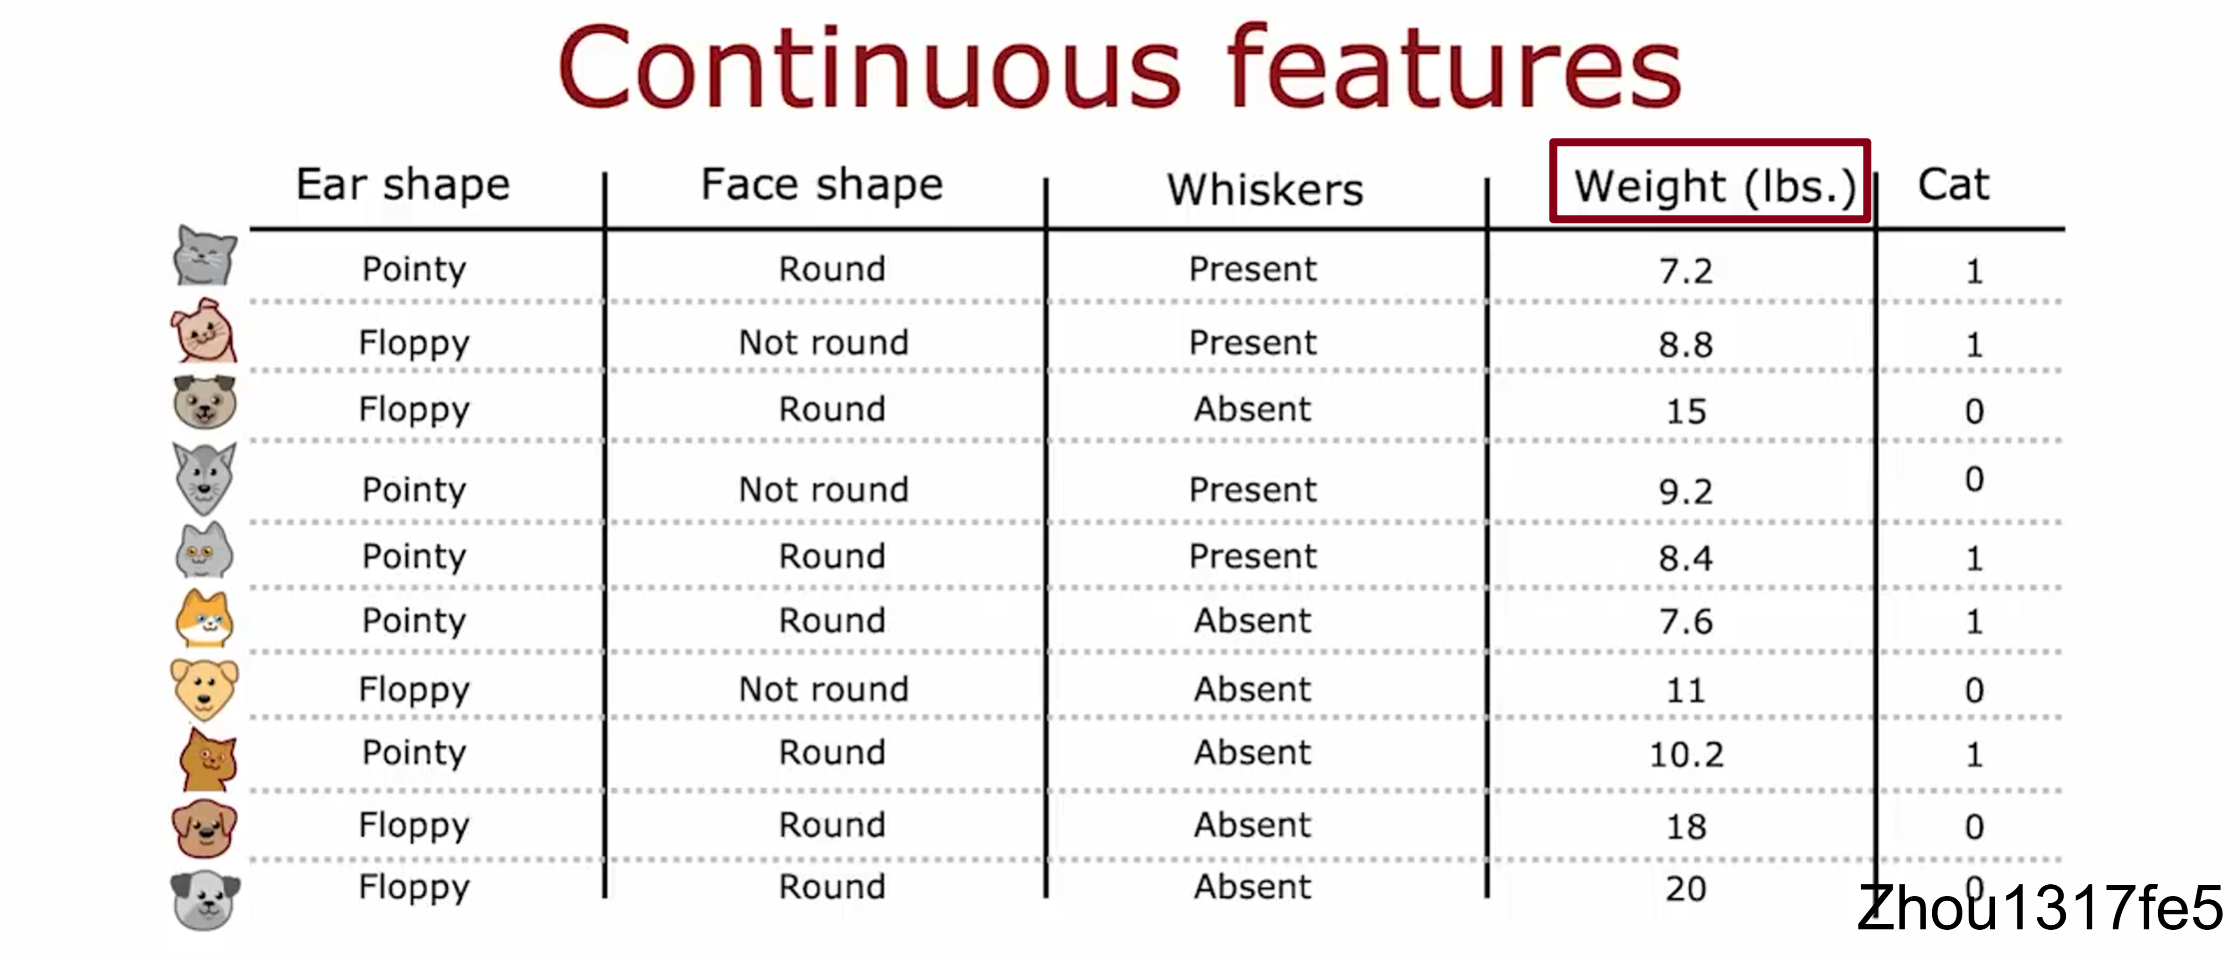 Continuous features
Ear shape Face shape Whiskers Weight (lbs.) Cat
Pointy Round Present 7.2 1
Floppy Not round Present 8.8 1
Floppy Round Absent 15 0
Pointy Not round Present 9.2 0
Pointy Round Present 8.4 1
Pointy Round Absent 7.6 1
Floppy Not round Absent 11 0
Pointy Round Absent 10.2 1
Floppy Round Absent 18 0
Floppy Round Absent 20 0
Zhou1317fe5